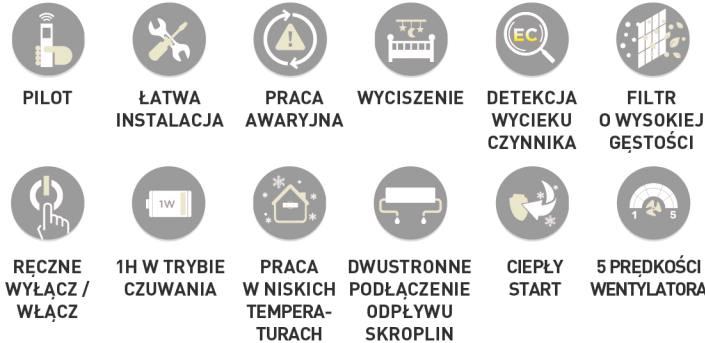 PILOT
ŁATWA
INSTALACJA
PRACA
AWARYJNA
WYCISZENIE
EC
DETEKCJA
WYCIEKU
CZYNNIKA
FILTR
O WYSOKIEJ
GĘSTOŚCI
RĘCZNE
WYŁĄCZ /
WŁĄCZ
1W
1H W TRYBIE
CZUWANIA
PRACA
W NISKICH
TEMPERA-
TURACH
DWUSTRONNE
PODŁĄCZENIE
ODPŁYWU
SKROPLIN
CIEPŁY
START
1 5
5 PRĘDKOŚCI
WENTYLATORA